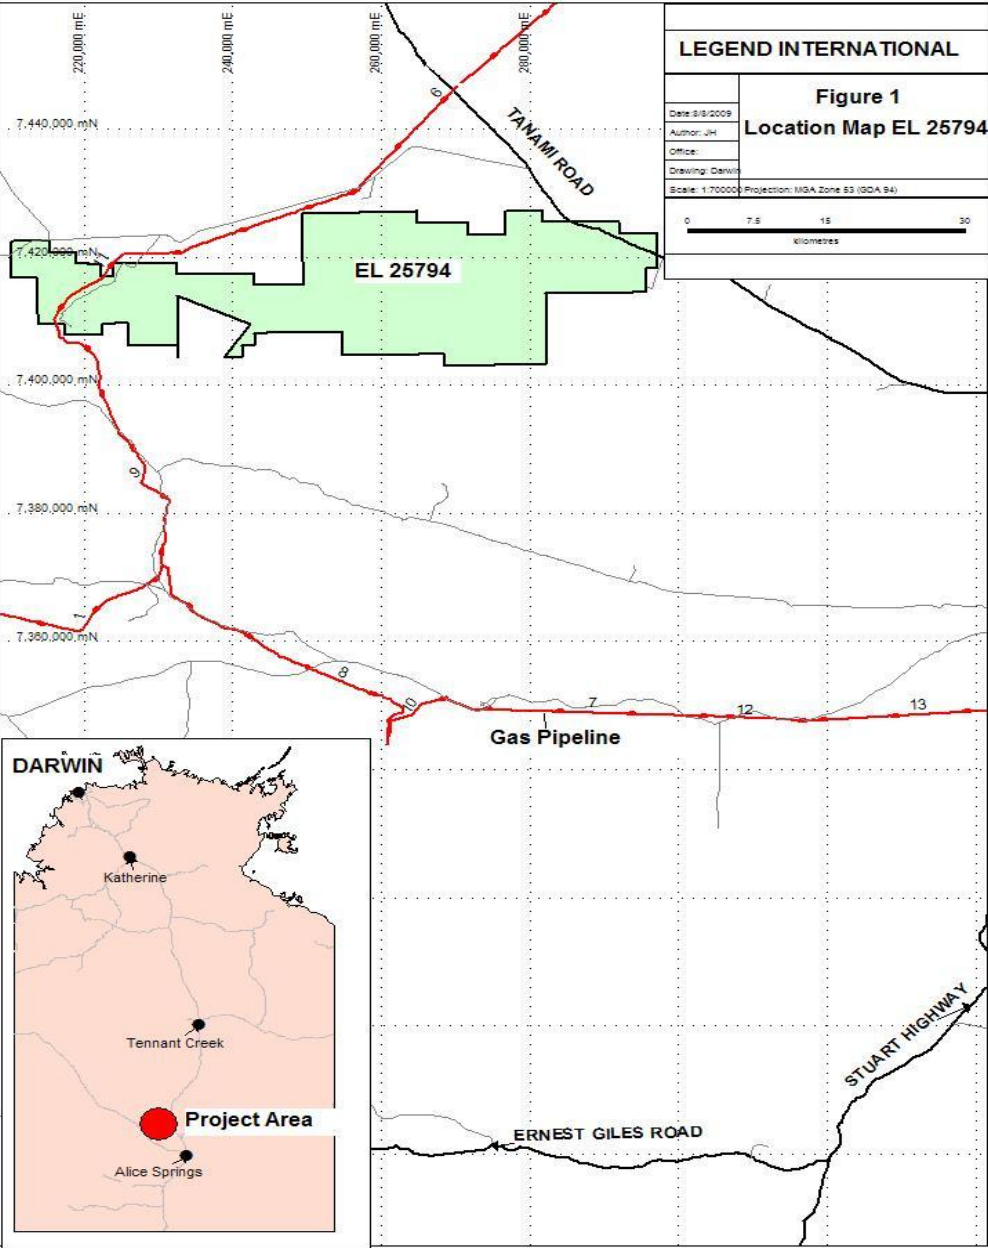 220,000 mE
240,000 mE
260,000 mE
280,000 mE
LEGEND INTERNATIONAL
Figure 1
Location Map EL 25794
Date:8/8/2009
Author: JH
Office:
Drawing: Darwin
Scale: 1:700000
Projection: MGA Zone 53 (GDA 94)
0 7.5 15 30
kilometres
6
7,440,000 mN
TANAMI ROAD
7,420,000 mN
EL 25794
7,400,000 mN
9
7,380,000 mN
1
7,360,000 mN
8
10
7
12
13
Gas Pipeline
DARWIN
Katherine
Tennant Creek
Project Area
Alice Springs
STUART HIGHWAY
ERNEST GILES ROAD